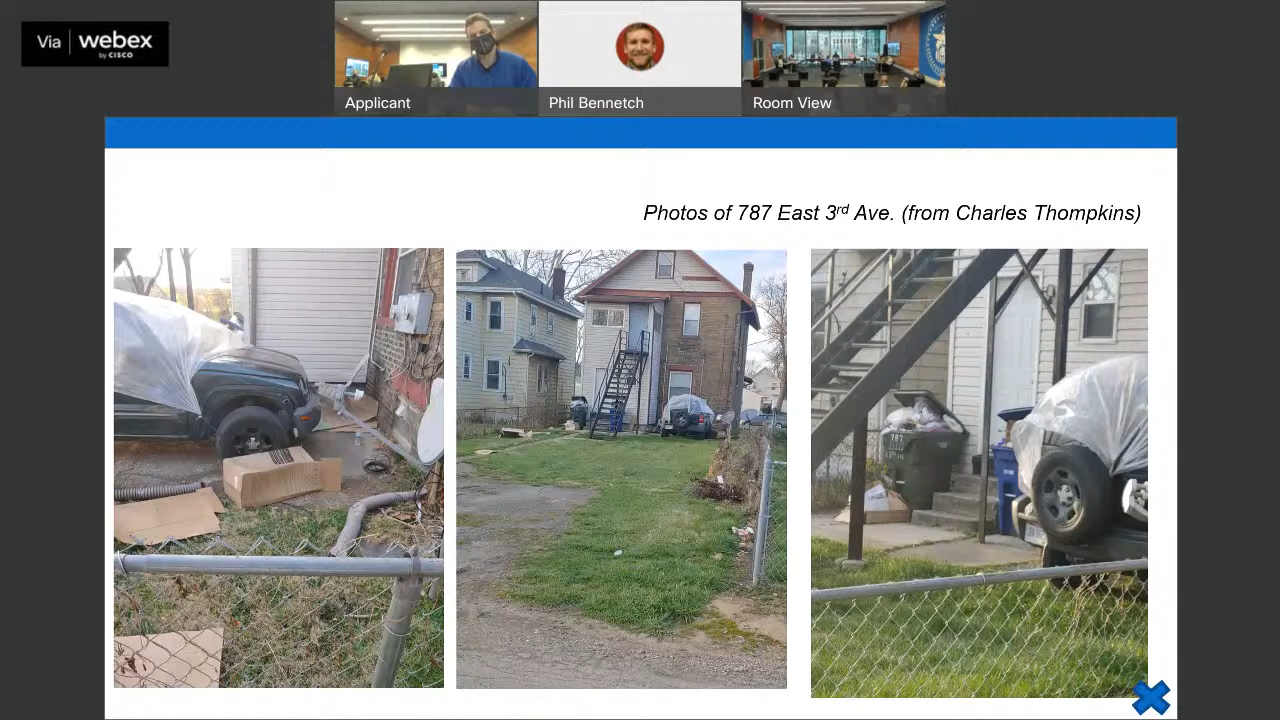 Via webex
by CISCO
Applicant
Phil Bennetch
Room View
Photos of 787 East 3rd Ave. (from Charles Thompkins)
787